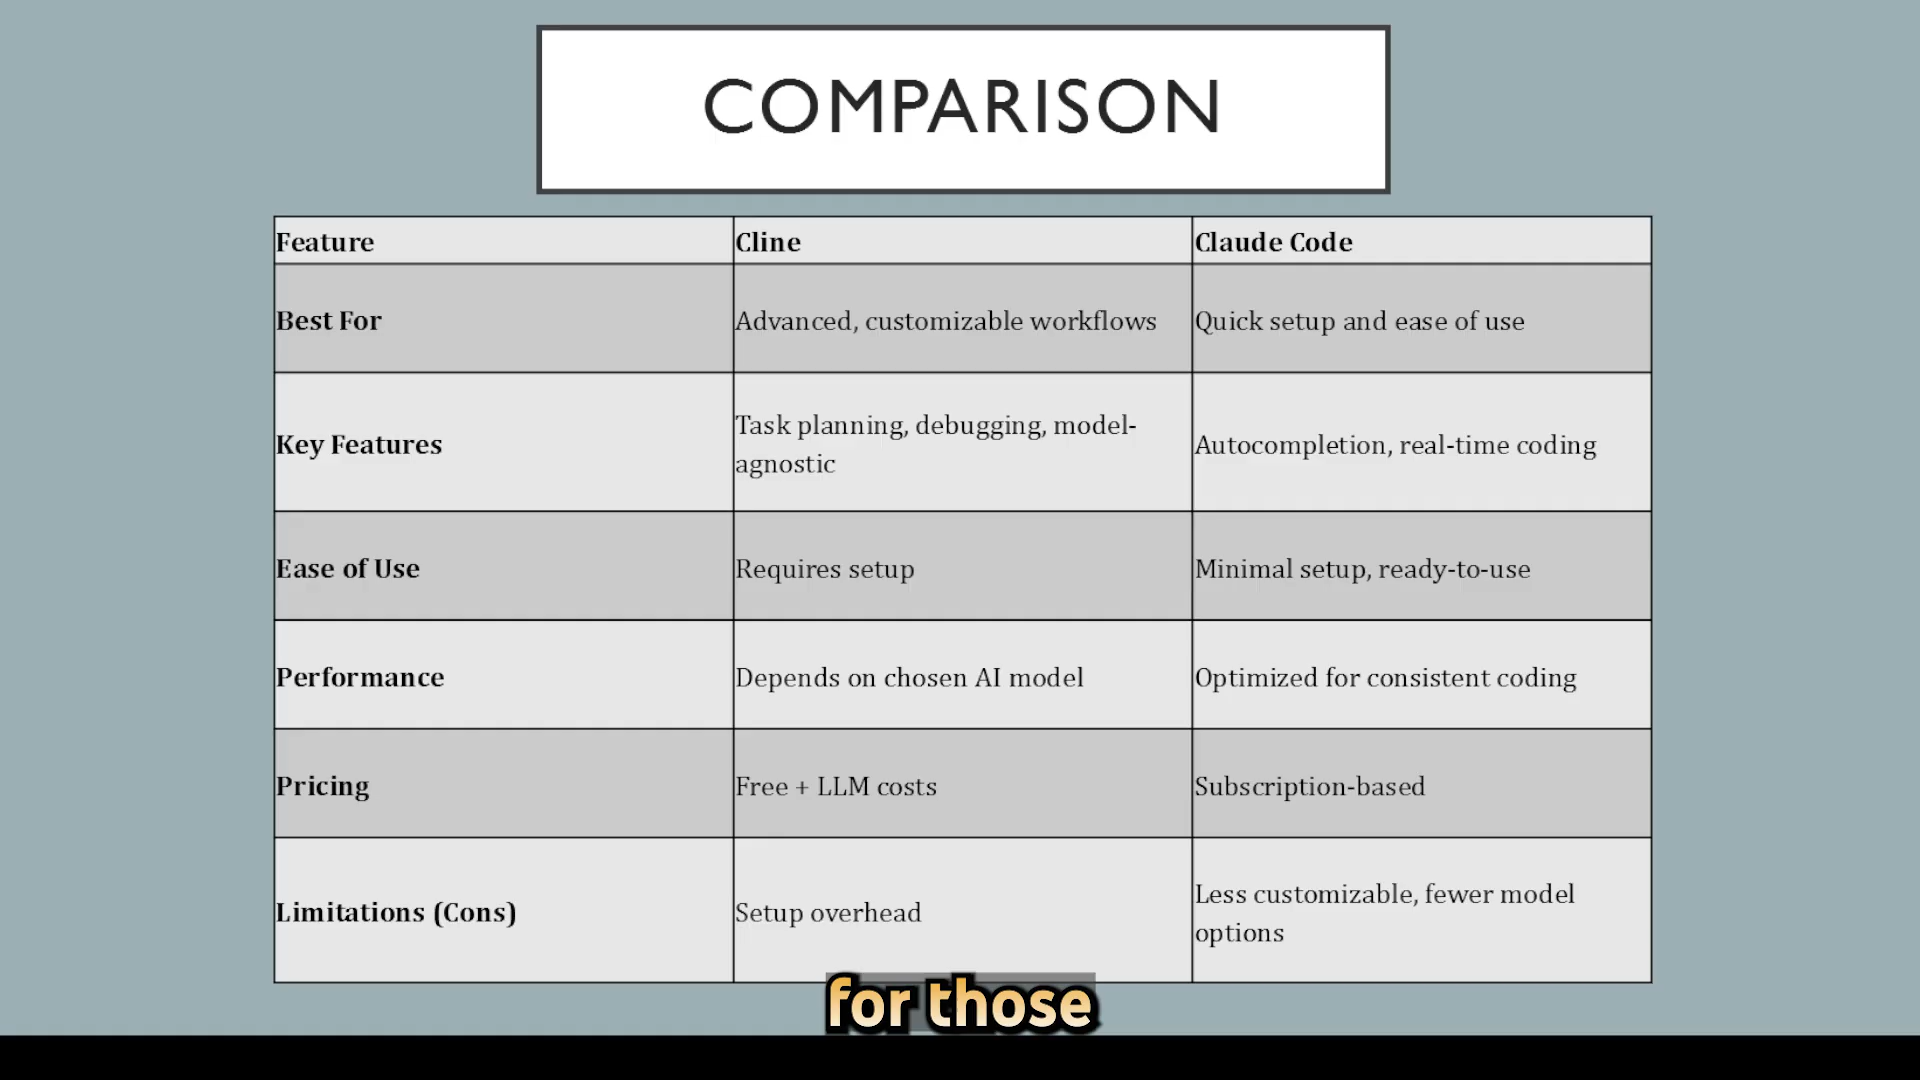 COMPARISON
Feature Cline Claude Code
Best For Advanced, customizable workflows Quick setup and ease of use
Key Features Task planning, debugging, model-
agnostic Autocompletion, real-time coding
Ease of Use Requires setup Minimal setup, ready-to-use
Performance Depends on chosen AI model Optimized for consistent coding
Pricing Free + LLM costs Subscription-based
Limitations (Cons) Setup overhead Less customizable, fewer model
options
for those